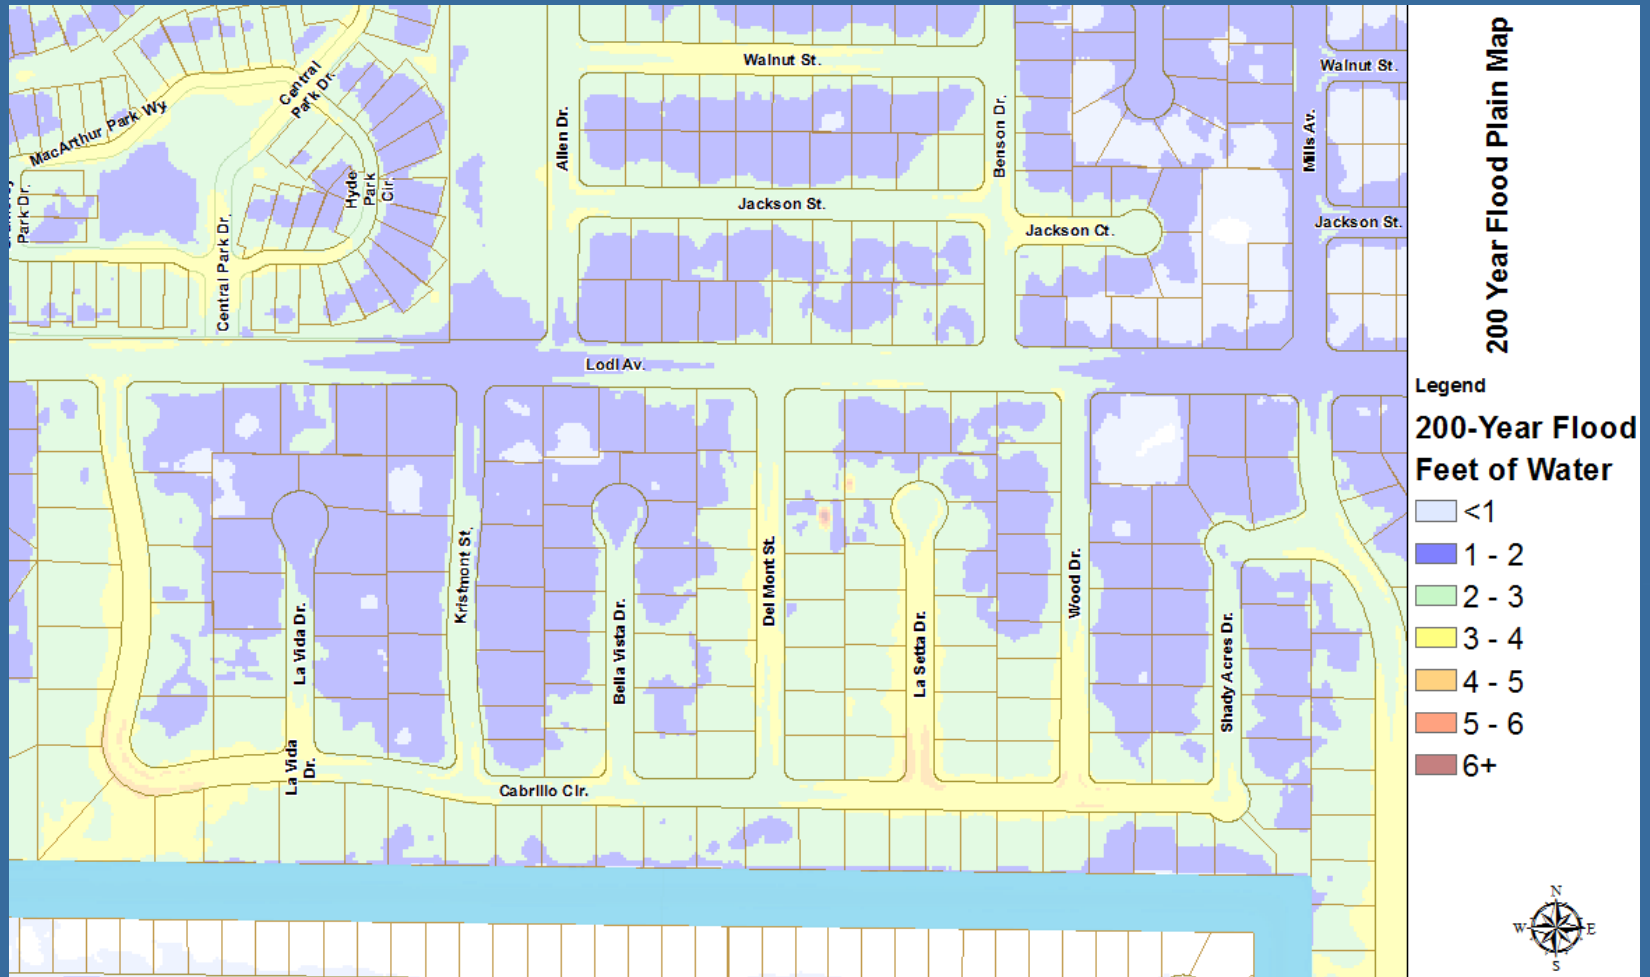 Walnut St.
Walnut St.
Central
Park Dr.
MacArthur Park Wy
Allen Dr.
Benson Dr.
Mills Av.
Hyde
Park
Cir.
Park Dr.
Jackson St.
Jackson St.
Jackson Ct.
Central Park Dr.
Lodi Av.
Kristmont St.
Del Mont St.
Wood Dr.
La Vida Dr.
Bella Vista Dr.
La Setta Dr.
Shady Acres Dr.
La Vida
Dr.
Cabrillo Cir.
200 Year Flood Plain Map
Legend
200-Year Flood
Feet of Water
<1
1 - 2
2 - 3
3 - 4
4 - 5
5 - 6
6+
N
W
E
S